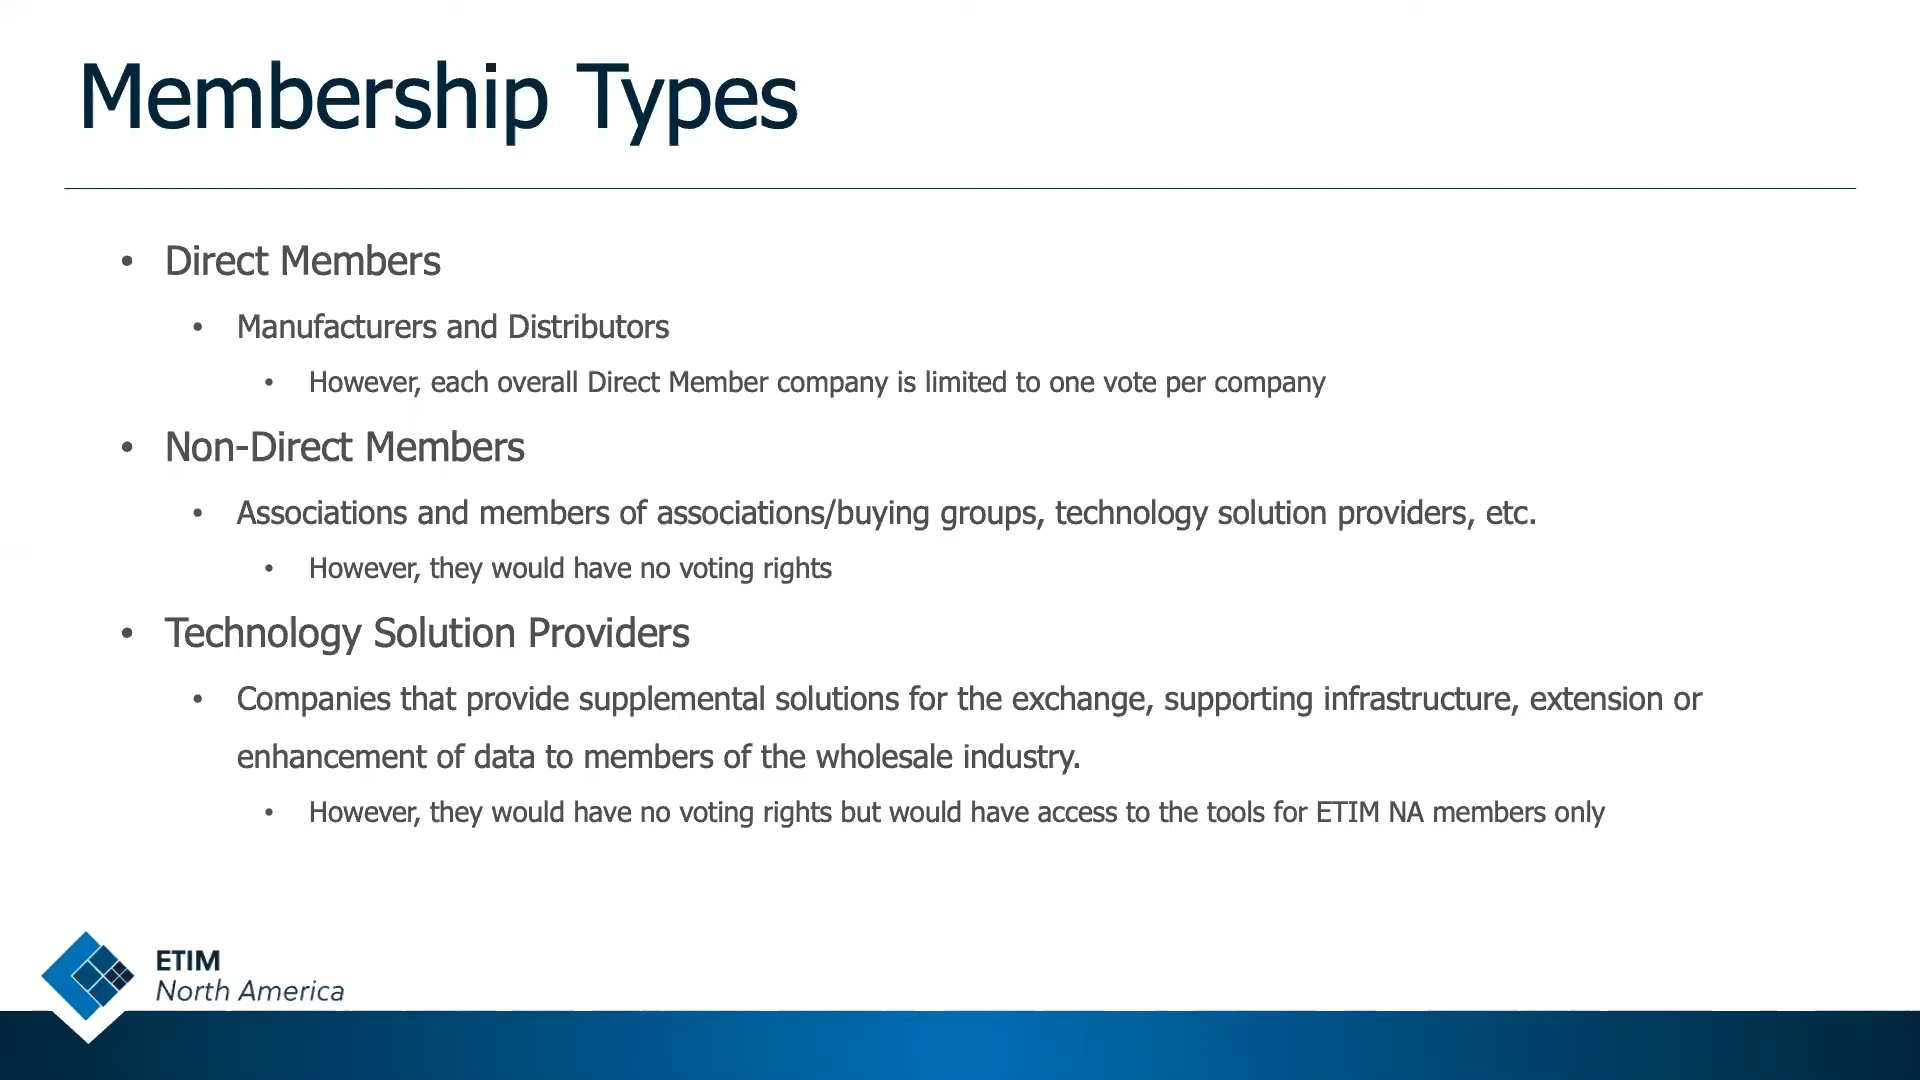 Membership Types
• Direct Members
• Manufacturers and Distributors
• However, each overall Direct Member company is limited to one vote per company
• Non-Direct Members
• Associations and members of associations/buying groups, technology solution providers, etc.
• However, they would have no voting rights
• Technology Solution Providers
• Companies that provide supplemental solutions for the exchange, supporting infrastructure, extension or
enhancement of data to members of the wholesale industry.
• However, they would have no voting rights but would have access to the tools for ETIM NA members only
ETIM
North America